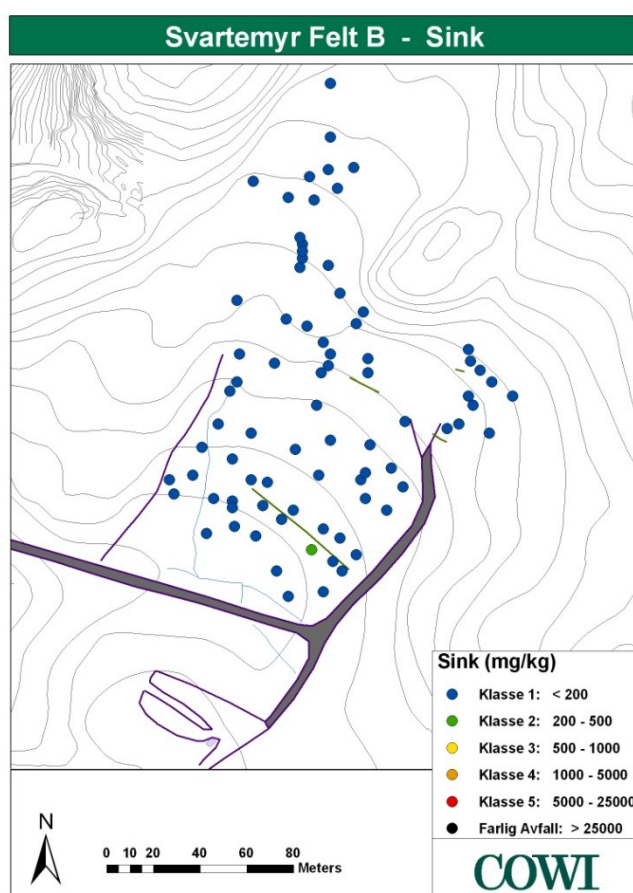 Svartemyr Felt B - Sink
Sink (mg/kg)
Klasse 1: < 200
Klasse 2: 200 - 500
Klasse 3: 500 - 1000
Klasse 4: 1000 - 5000
Klasse 5: 5000 - 25000
Farlig Avfall: > 25000
N
0 10 20 40 60 80
Meters
COWI